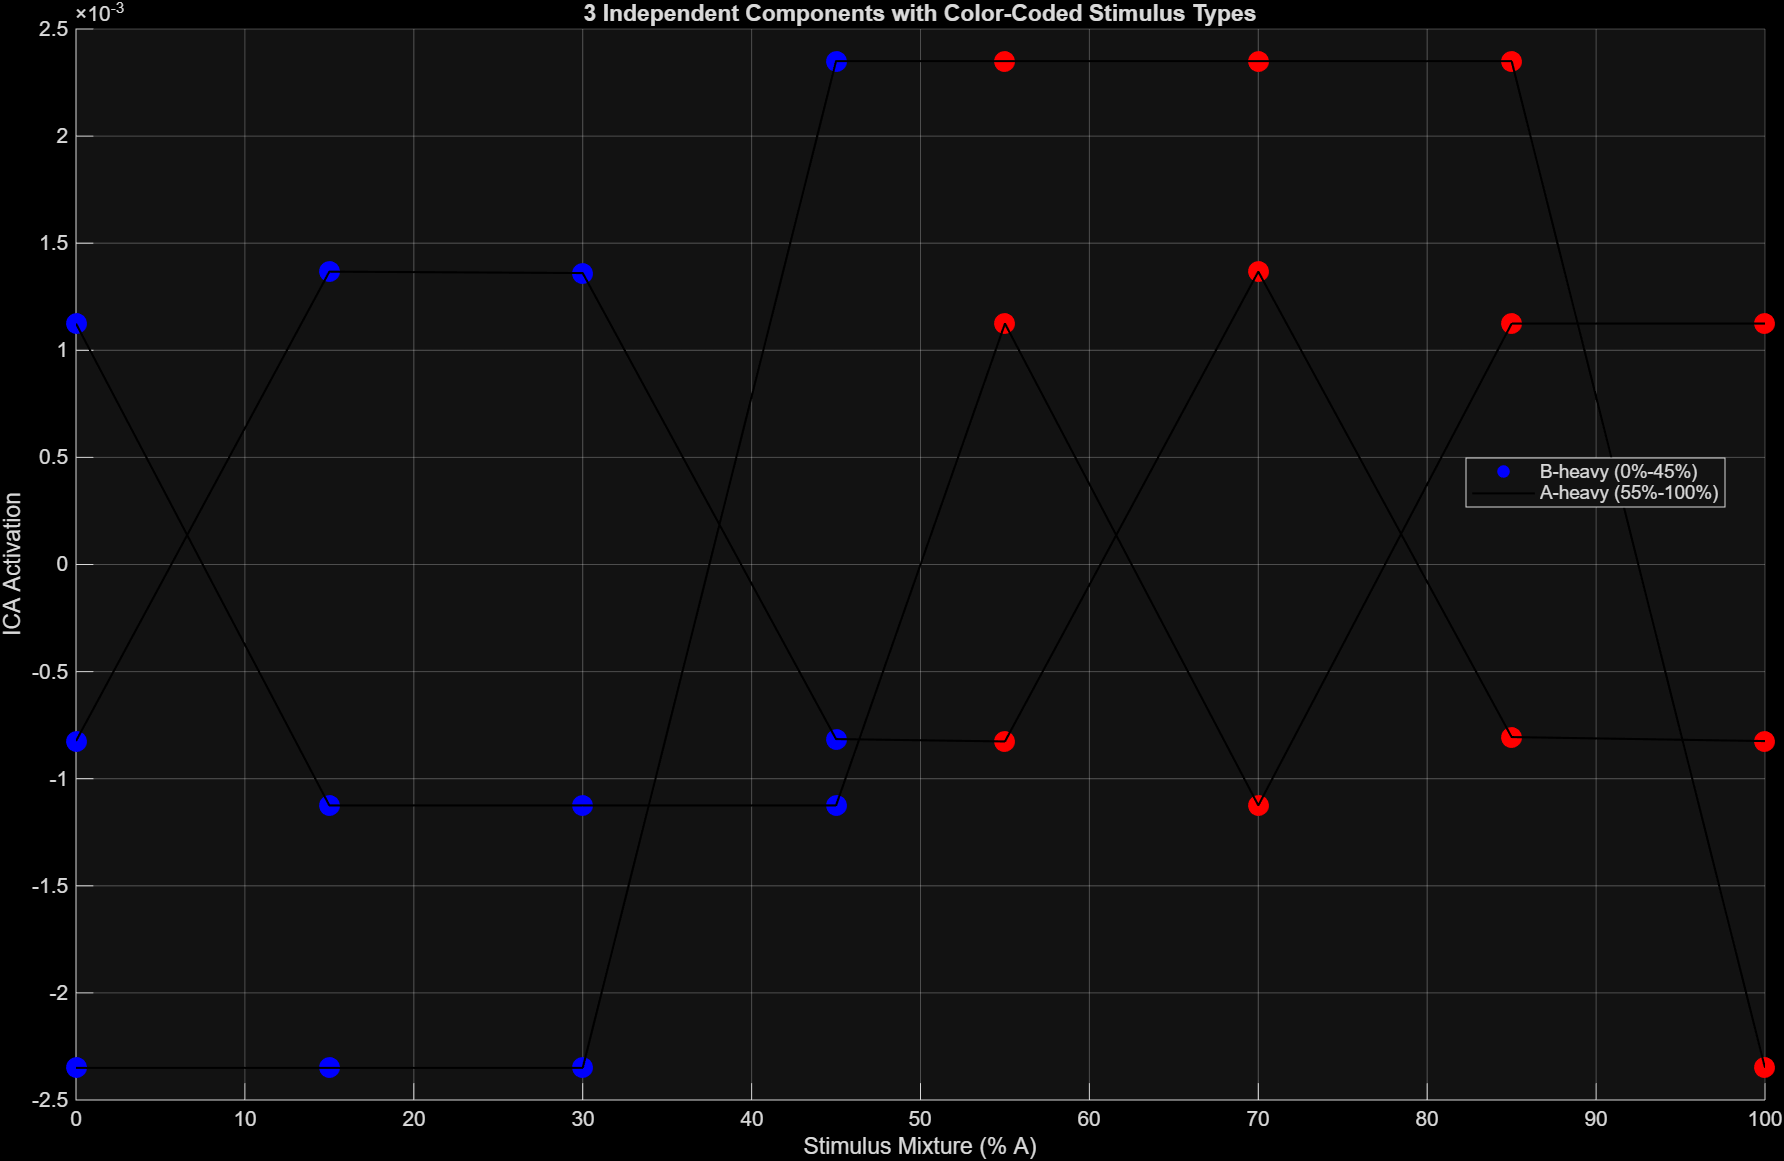 3 Independent Components with Color-Coded Stimulus Types
×10-3
2.5
2
1.5
1
0.5
0
-0.5
-1
-1.5
-2
-2.5
ICA Activation
B-heavy (0%-45%)
A-heavy (55%-100%)
0 10 20 30 40 50 60 70 80 90 100
Stimulus Mixture (% A)